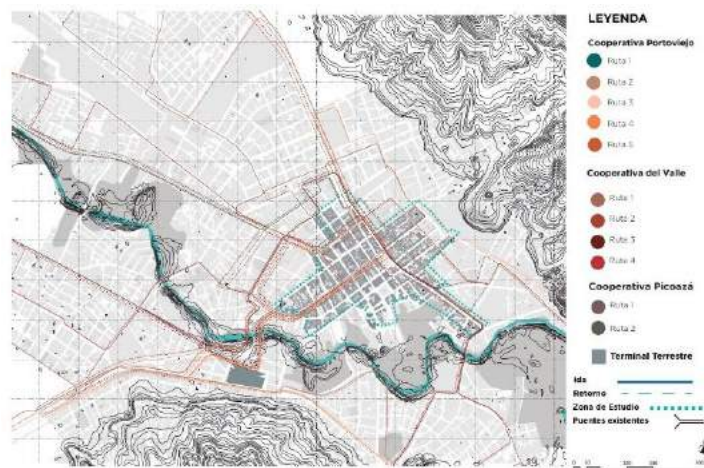 LEYENDA
Cooperativa Portoviejo
Ruta 1
Ruta 2
Ruta 3
Ruta 4
Ruta 5
Cooperativa del Valle
Ruta 1
Ruta 2
Ruta 3
Ruta 4
Cooperativa Picoazá
Ruta 1
Ruta 2
Terminal Terrestre
Ida
Retorno
Zona de Estudio
Puentes existentes